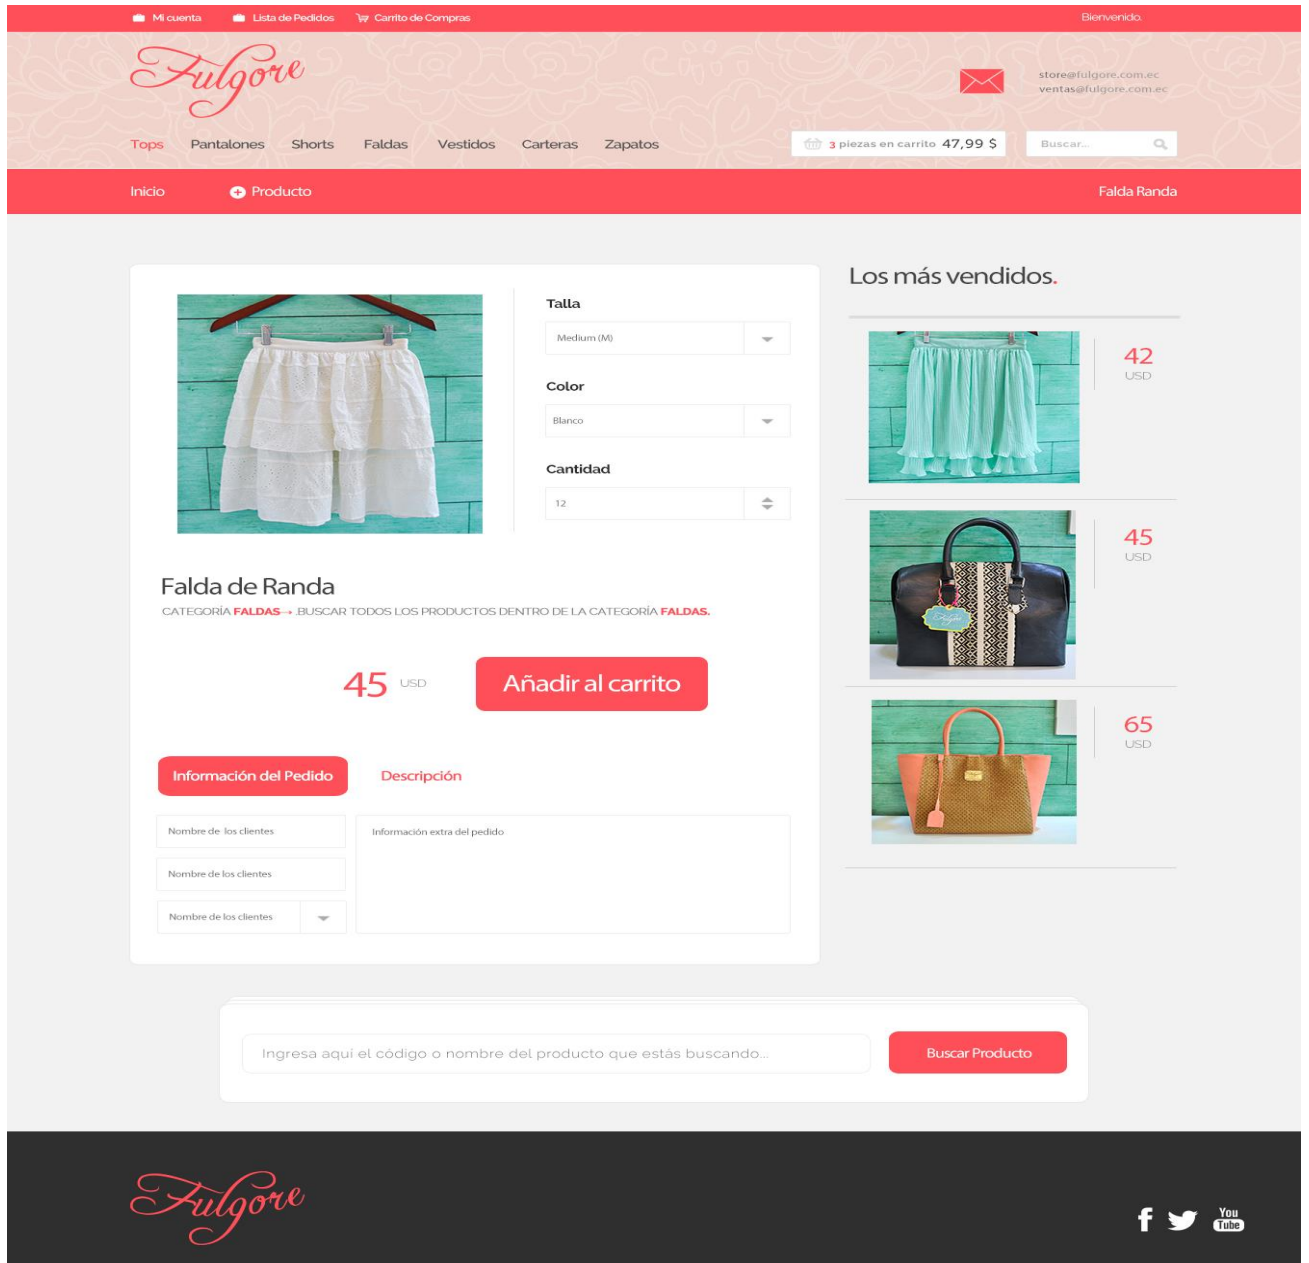 Mi cuenta Lista de Pedidos Carrito de Compras Bienvenido.
Fulgore
store@fulgore.com.ec
ventas@fulgore.com.ec
Tops Pantalones Shorts Faldas Vestidos Carteras Zapatos 3 piezas en carrito 47,99 $ Buscar...
Inicio Producto Falda Randa
Talla
Medium (M)
Color
Blanco
Cantidad
12
Falda de Randa
CATEGORÍA FALDAS→ .BUSCAR TODOS LOS PRODUCTOS DENTRO DE LA CATEGORÍA FALDAS.
45 USD Añadir al carrito
Información del Pedido Descripción
Nombre de los clientes
Nombre de los clientes
Nombre de los clientes
Información extra del pedido
Los más vendidos.
42
USD
Fulgore
45
USD
65
USD
Ingresa aquí el código o nombre del producto que estás buscando... Buscar Producto
Fulgore
f You
Tube